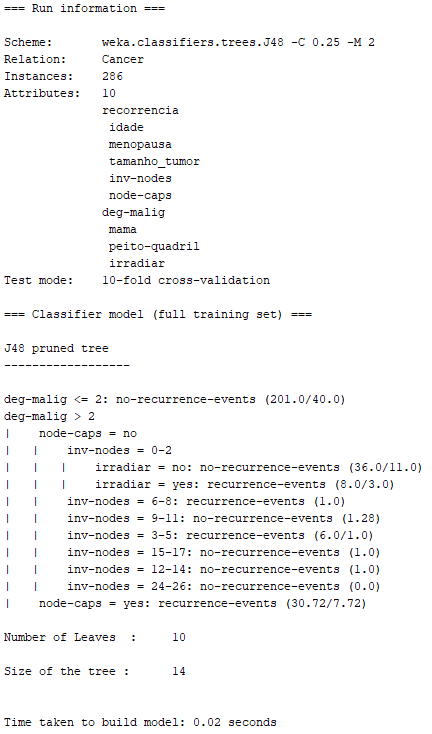 === Run information ===

Scheme:       weka.classifiers.trees.J48 -C 0.25 -M 2
Relation:     Cancer
Instances:    286
Attributes:   10
              recorrencia
               idade
               menopausa
               tamanho_tumor
               inv-nodes
               node-caps
              deg-malig
               mama
               peito-quadril
               irradiar
Test mode:    10-fold cross-validation

=== Classifier model (full training set) ===

J48 pruned tree
------------------

deg-malig <= 2: no-recurrence-events (201.0/40.0)
deg-malig > 2
|    node-caps = no
|   |    inv-nodes = 0-2
|   |   |    irradiar = no: no-recurrence-events (36.0/11.0)
|   |   |    irradiar = yes: recurrence-events (8.0/3.0)
|   |    inv-nodes = 6-8: recurrence-events (1.0)
|   |    inv-nodes = 9-11: no-recurrence-events (1.28)
|   |    inv-nodes = 3-5: recurrence-events (6.0/1.0)
|   |    inv-nodes = 15-17: no-recurrence-events (1.0)
|   |    inv-nodes = 12-14: no-recurrence-events (1.0)
|   |    inv-nodes = 24-26: no-recurrence-events (0.0)
|    node-caps = yes: recurrence-events (30.72/7.72)

Number of Leaves  :     10

Size of the tree :      14


Time taken to build model: 0.02 seconds